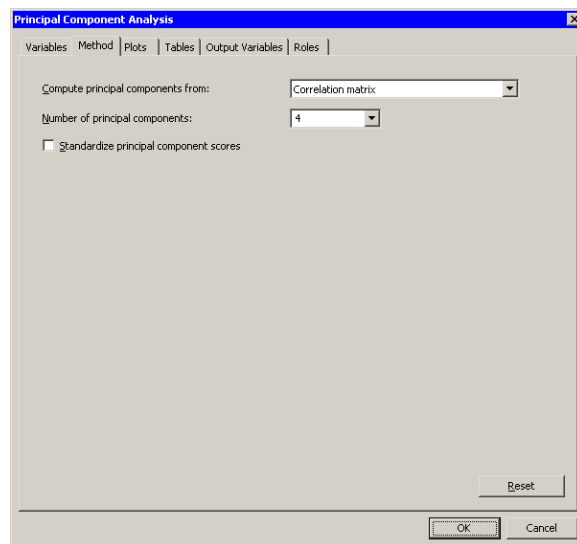 Principal Component Analysis
Variables Method Plots Tables Output Variables Roles
Compute principal components from: Correlation matrix
Number of principal components: 4
Standardize principal component scores
Reset
OK Cancel